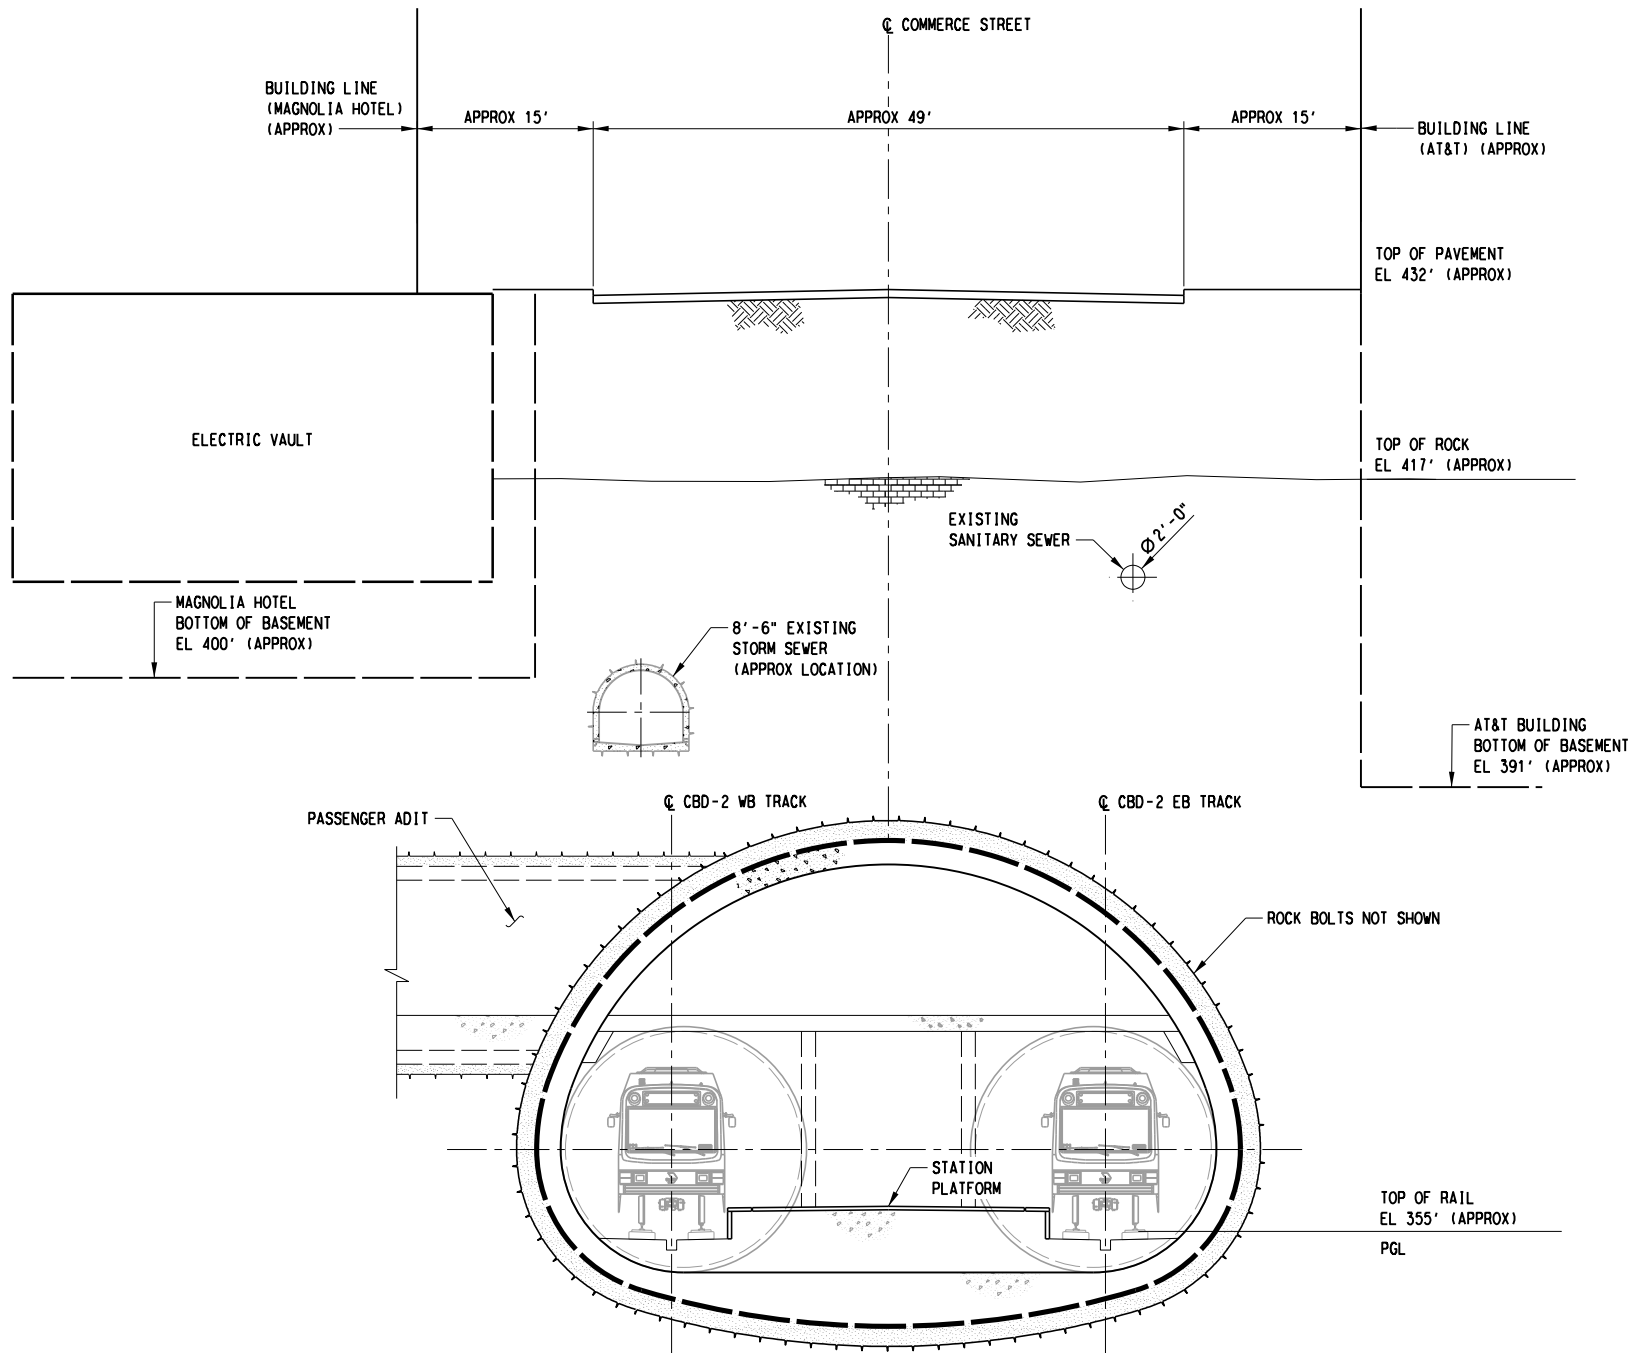 ℄ COMMERCE STREET
BUILDING LINE
(MAGNOLIA HOTEL)
(APPROX)
APPROX 15'
APPROX 49'
APPROX 15'
BUILDING LINE
(AT&T) (APPROX)
TOP OF PAVEMENT
EL 432' (APPROX)
ELECTRIC VAULT
TOP OF ROCK
EL 417' (APPROX)
EXISTING
SANITARY SEWER
Ø2'-0"
MAGNOLIA HOTEL
BOTTOM OF BASEMENT
EL 400' (APPROX)
8'-6" EXISTING
STORM SEWER
(APPROX LOCATION)
AT&T BUILDING
BOTTOM OF BASEMENT
EL 391' (APPROX)
℄ CBD-2 WB TRACK
℄ CBD-2 EB TRACK
PASSENGER ADIT
ROCK BOLTS NOT SHOWN
STATION
PLATFORM
TOP OF RAIL
EL 355' (APPROX)
PGL